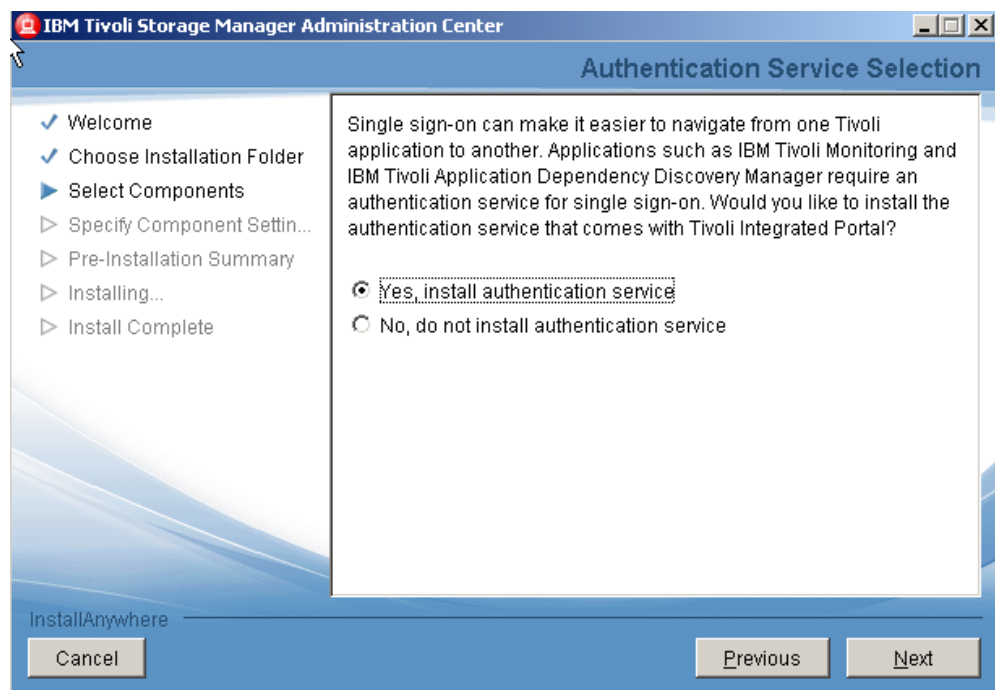 IBM Tivoli Storage Manager Administration Center
Authentication Service Selection
Welcome
Choose Installation Folder
Select Components
Specify Component Settin...
Pre-Installation Summary
Installing...
Install Complete
Single sign-on can make it easier to navigate from one Tivoli
application to another. Applications such as IBM Tivoli Monitoring and
IBM Tivoli Application Dependency Discovery Manager require an
authentication service for single sign-on. Would you like to install the
authentication service that comes with Tivoli Integrated Portal?
Yes, install authentication service
No, do not install authentication service
InstallAnywhere
Cancel
Previous
Next